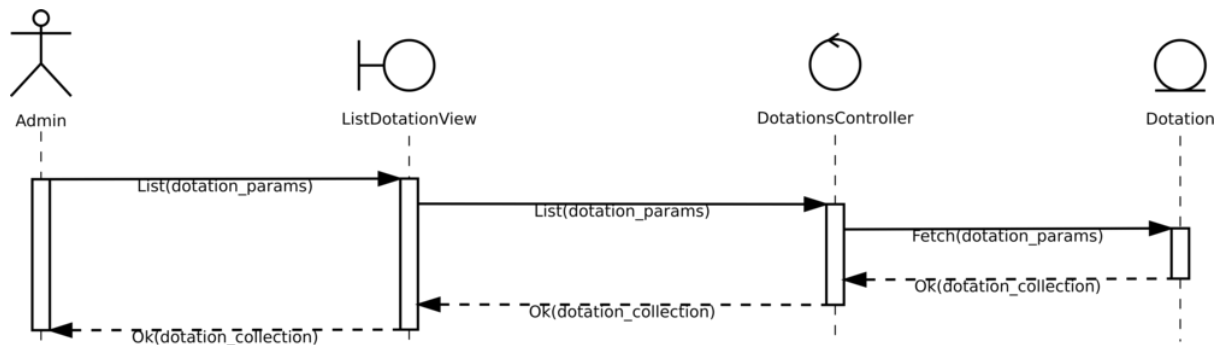 Admin
ListDotationView
DotationsController
Dotation
List(dotation_params)
List(dotation_params)
Fetch(dotation_params)
Ok(dotation_collection)
Ok(dotation_collection)
Ok(dotation_collection)